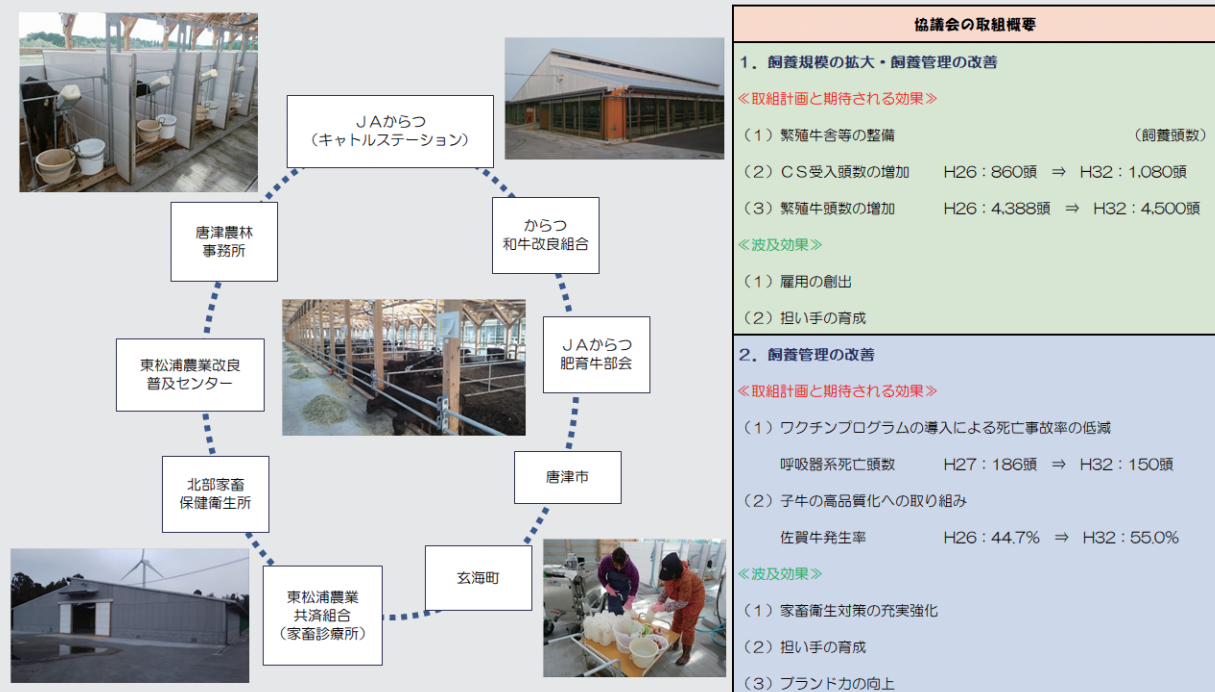 JAからつ
(キャトルステーション)
唐津農林
事務所
からつ
和牛改良組合
東松浦農業改良
普及センター
JAからつ
肥育牛部会
北部家畜
保健衛生所
唐津市
玄海町
東松浦農業
共済組合
(家畜診療所)
協議会の取組概要
1.飼養規模の拡大・飼養管理の改善
≪取組計画と期待される効果≫
(1)繁殖牛舎等の整備 (飼養頭数)
(2)CS受入頭数の増加 H26:860頭 ⇒ H32:1,080頭
(3)繁殖牛頭数の増加 H26:4,388頭 ⇒ H32:4,500頭
≪波及効果≫
(1)雇用の創出
(2)担い手の育成
2.飼養管理の改善
≪取組計画と期待される効果≫
(1)ワクチンプログラムの導入による死亡事故率の低減
呼吸器系死亡頭数 H27:186頭 ⇒ H32:150頭
(2)子牛の高品質化への取り組み
佐賀牛発生率 H26:44.7% ⇒ H32:55.0%
≪波及効果≫
(1)家畜衛生対策の充実強化
(2)担い手の育成
(3)ブランド力の向上